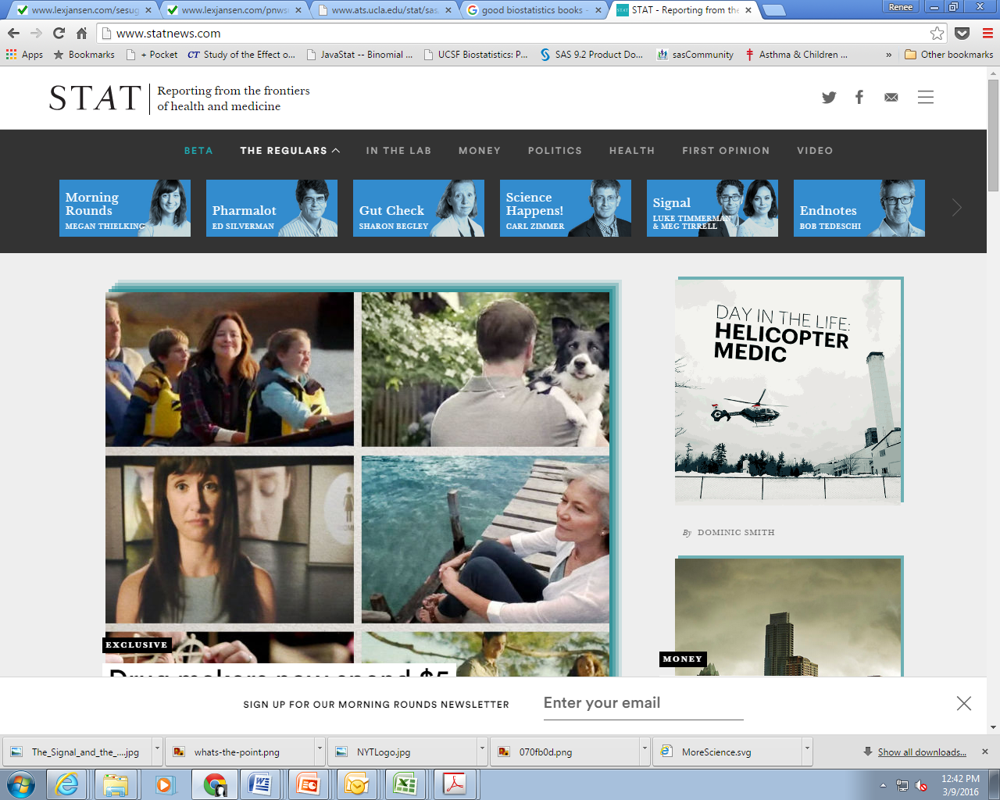 www.lexjansen.com/sesug
www.lexjansen.com/pnws
www.ats.ucla.edu/stat/sas
good biostatistics books -
STAT - Reporting from the
Renee
www.statnews.com
Apps
Bookmarks
+ Pocket
CT Study of the Effect o...
JavaStat -- Binomial ...
UCSF Biostatistics: P...
SAS 9.2 Product Do...
sasCommunity
Asthma & Children ...
»
Other bookmarks
STAT
Reporting from the frontiers
of health and medicine
BETA
THE REGULARS
IN THE LAB
MONEY
POLITICS
HEALTH
FIRST OPINION
VIDEO
Morning
Rounds
MEGAN THIELKING
Pharmalot
ED SILVERMAN
Gut Check
SHARON BEGLEY
Science
Happens!
CARL ZIMMER
Signal
LUKE TIMMERMAN
& MEG TIRRELL
Endnotes
BOB TEDESCHI
DAY IN THE LIFE:
HELICOPTER
MEDIC
By DOMINIC SMITH
EXCLUSIVE
Drug makers now spend $5
MONEY
SIGN UP FOR OUR MORNING ROUNDS NEWSLETTER
Enter your email
The_Signal_and_the_....jpg
whats-the-point.png
NYTLogo.jpg
070fb0d.png
MoreScience.svg
Show all downloads...
12:42 PM
3/9/2016